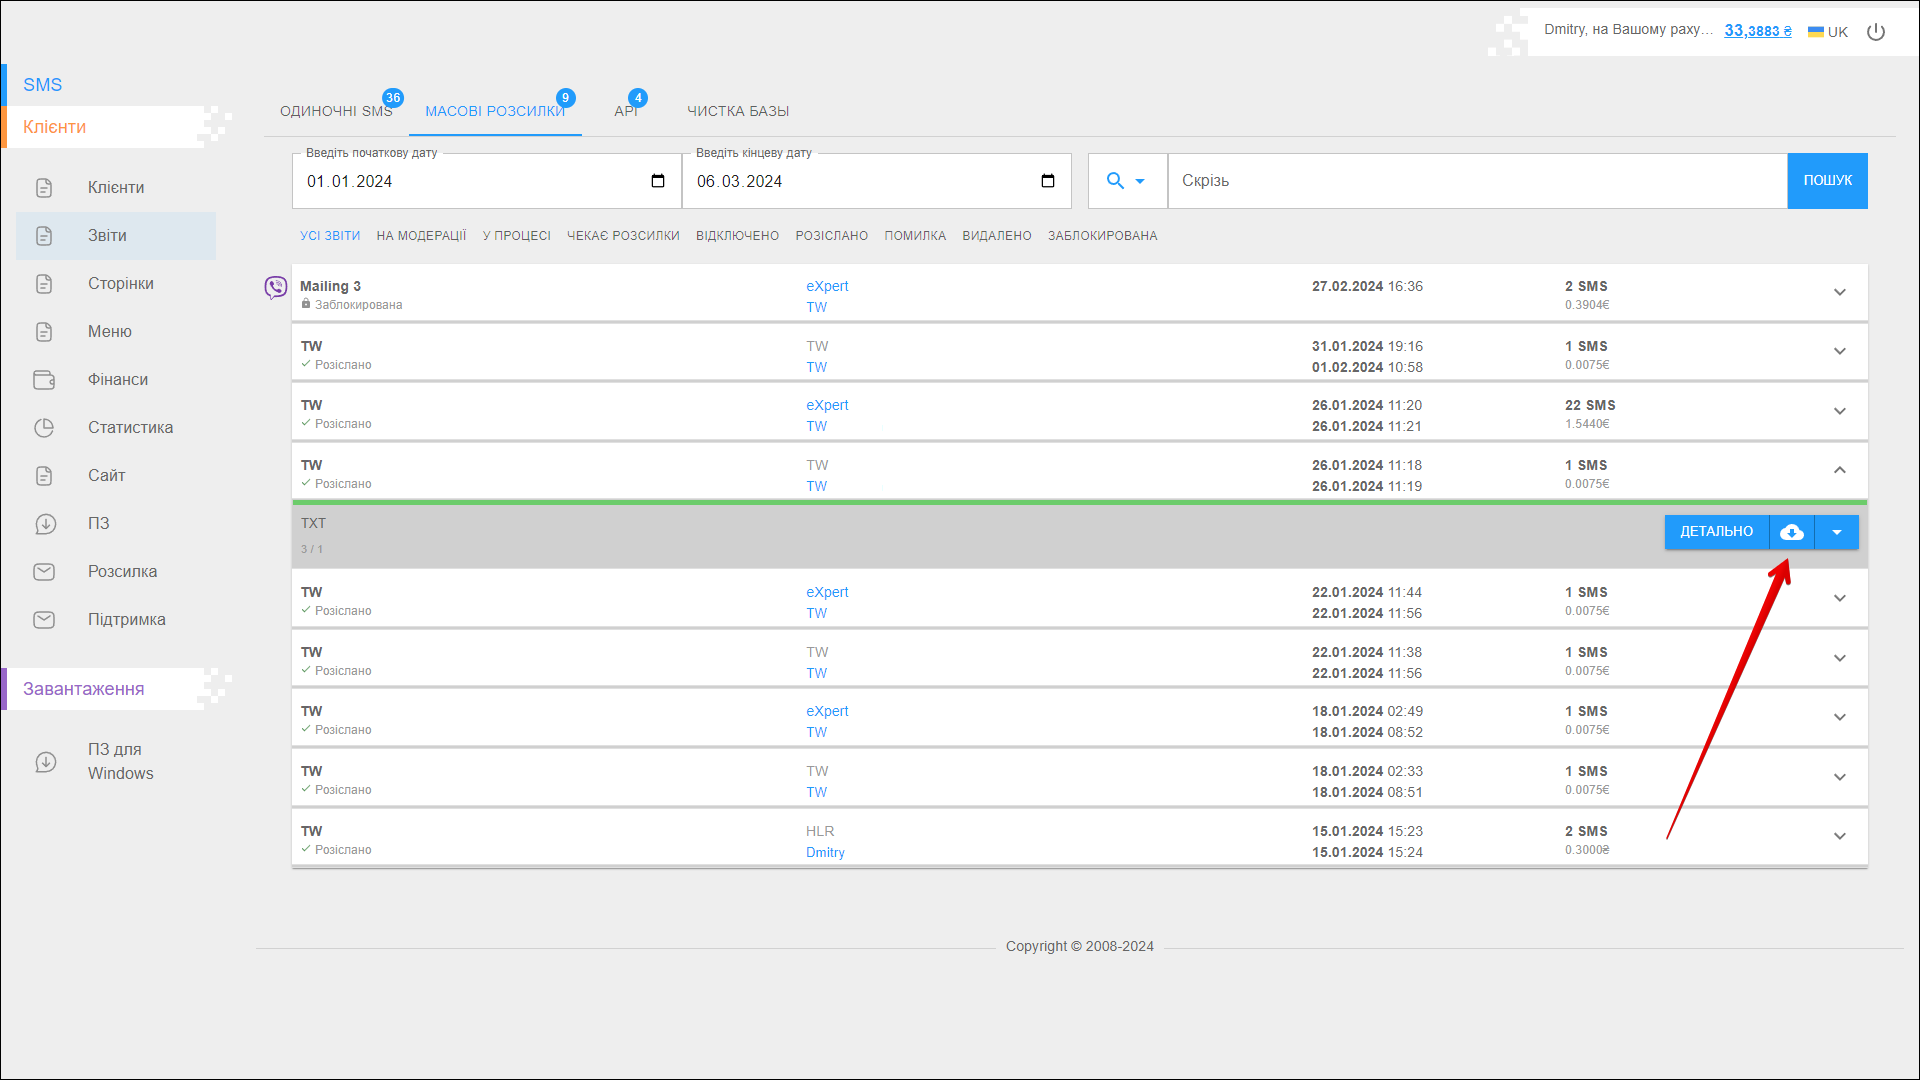 Dmitry, на Вашому раху... 33,3883 ₴ UK
SMS
Клієнти
Клієнти
Звіти
Сторінки
Меню
Фінанси
Статистика
Сайт
ПЗ
Розсилка
Підтримка
Завантаження
ПЗ для
Windows
ОДИНОЧНІ SMS 36 МАСОВІ РОЗСИЛКИ 9 API 4 ЧИСТКА БАЗЫ
Введіть початкову дату Введіть кінцеву дату
01.01.2024 06.03.2024 Скрізь ПОШУК
УСІ ЗВІТИ НА МОДЕРАЦІЇ У ПРОЦЕСІ ЧЕКАЄ РОЗСИЛКИ ВІДКЛЮЧЕНО РОЗІСЛАНО ПОМИЛКА ВИДАЛЕНО ЗАБЛОКИРОВАНА
Mailing 3 eXpert 27.02.2024 16:36 2 SMS
Заблокирована TW 0.3904€
TW TW 31.01.2024 19:16 1 SMS
Розіслано TW 01.02.2024 10:58 0.0075€
TW eXpert 26.01.2024 11:20 22 SMS
Розіслано TW 26.01.2024 11:21 1.5440€
TW TW 26.01.2024 11:18 1 SMS
Розіслано TW 26.01.2024 11:19 0.0075€
TXT ДЕТАЛЬНО
3 / 1
TW eXpert 22.01.2024 11:44 1 SMS
Розіслано TW 22.01.2024 11:56 0.0075€
TW TW 22.01.2024 11:38 1 SMS
Розіслано TW 22.01.2024 11:56 0.0075€
TW eXpert 18.01.2024 02:49 1 SMS
Розіслано TW 18.01.2024 08:52 0.0075€
TW TW 18.01.2024 02:33 1 SMS
Розіслано TW 18.01.2024 08:51 0.0075€
TW HLR 15.01.2024 15:23 2 SMS
Розіслано Dmitry 15.01.2024 15:24 0.3000₴
Copyright © 2008-2024